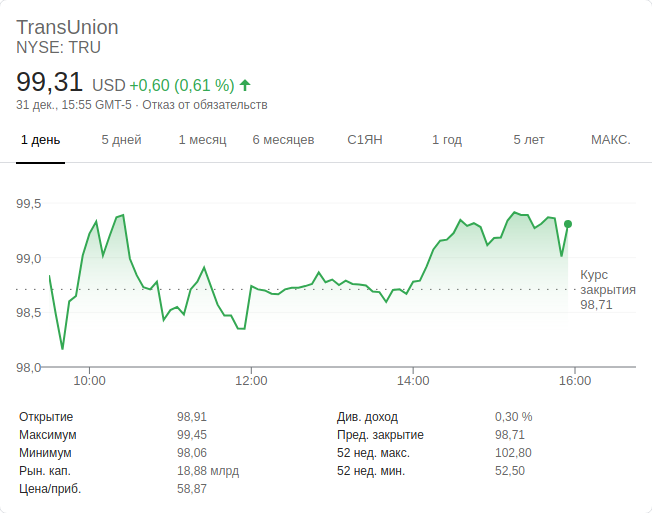 TransUnion
NYSE: TRU
99,31 USD +0,60 (0,61 %)
31 дек., 15:55 GMT-5 · Отказ от обязательств
1 день 5 дней 1 месяц 6 месяцев С1ЯН 1 год 5 лет МАКС.
99,5
99,0
98,5
98,0
Курс
закрытия
98,71
10:00 12:00 14:00 16:00
Открытие 98,91 Див. доход 0,30 %
Максимум 99,45 Пред. закрытие 98,71
Минимум 98,06 52 нед. макс. 102,80
Рын. кап. 18,88 млрд 52 нед. мин. 52,50
Цена/приб. 58,87